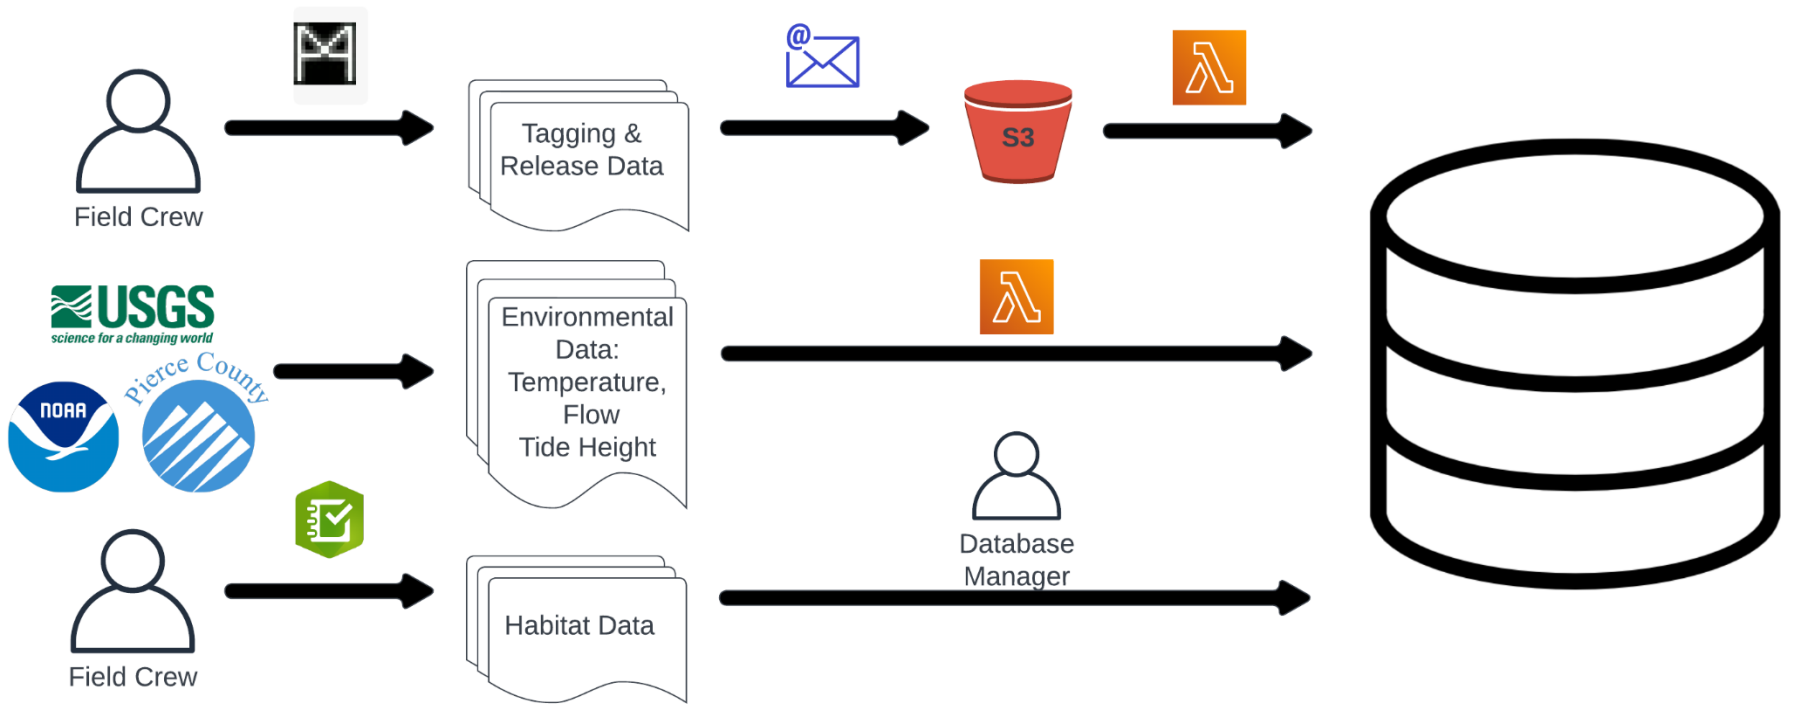 @
Tagging &
Release Data
S3
Field Crew
USGS
science for a changing world
Pierce County
NOAA
Environmental
Data:
Temperature,
Flow
Tide Height
Database
Manager
Habitat Data
Field Crew